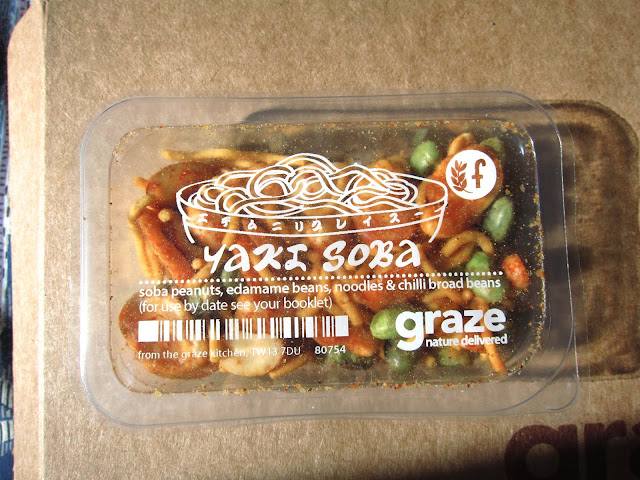 f
YAKI SOBA
soba peanuts, edamame beans, noodles & chilli broad beans
(for use by date see your booklet)
graze
nature delivered
from the graze kitchen, TW13 7DU 80754